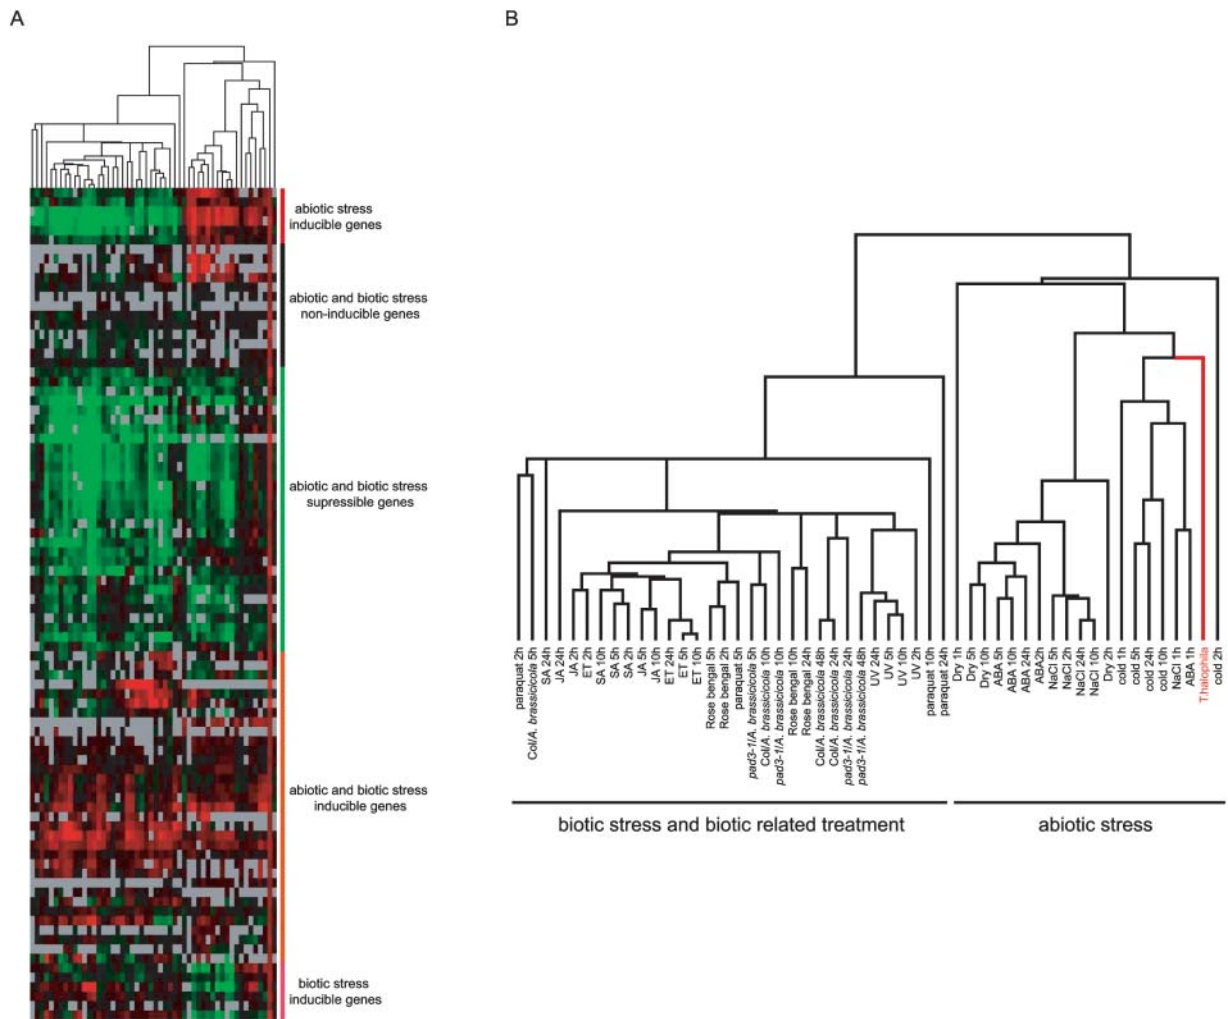 A
B
abiotic stress
inducible genes
abiotic and biotic stress
non-inducible genes
abiotic and biotic stress
supressible genes
abiotic and biotic stress
inducible genes
biotic stress
inducible genes
paraquat 2h
Col/A. brassicicola 5h
SA 24h
JA 24h
JA 2h
ET 2h
SA 10h
SA 5h
SA 2h
JA 5h
JA 10h
ET 24h
ET 5h
ET 10h
Rose bengal 5h
Rose bengal 2h
paraquat 5h
pad3-1/A. brassicicola 5h
Col/A. brassicicola 10h
pad3-1/A. brassicicola 10h
Rose bengal 10h
Rose bengal 24h
Col/A. brassicicola 48h
Col/A. brassicicola 24h
pad3-1/A. brassicicola 24h
pad3-1/A. brassicicola 48h
UV 24h
UV 5h
UV 10h
UV 2h
paraquat 10h
paraquat 24h
Dry 1h
Dry 5h
Dry 10h
ABA 5h
ABA 10h
ABA 24h
ABA2h
NaCl 5h
NaCl 2h
NaCl 24h
NaCl 10h
Dry 2h
cold 1h
cold 5h
cold 24h
cold 10h
NaCl 1h
ABA 1h
T.halophila
cold 2h
biotic stress and biotic related treatment
abiotic stress